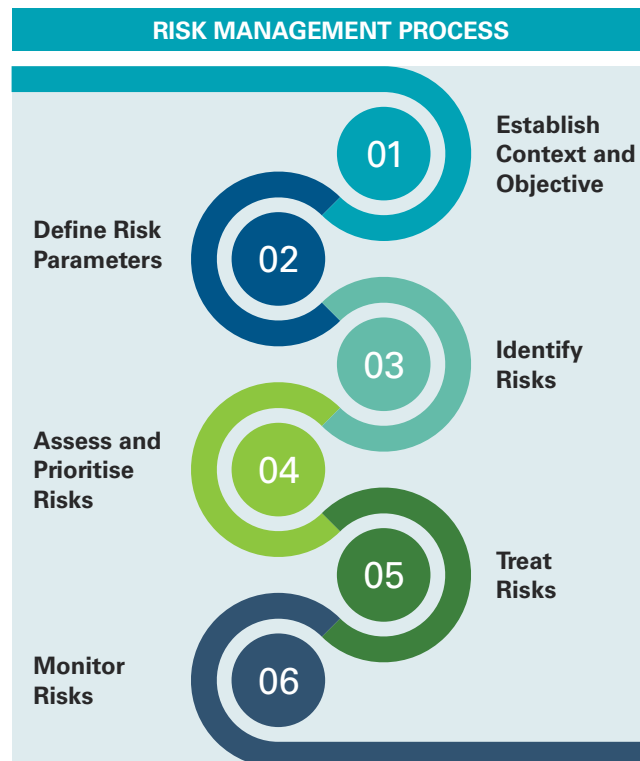 RISK MANAGEMENT PROCESS
01
Establish
Context and
Objective
Define Risk
Parameters
02
03
Identify
Risks
Assess and
Prioritise
Risks
04
05
Treat
Risks
Monitor
Risks
06